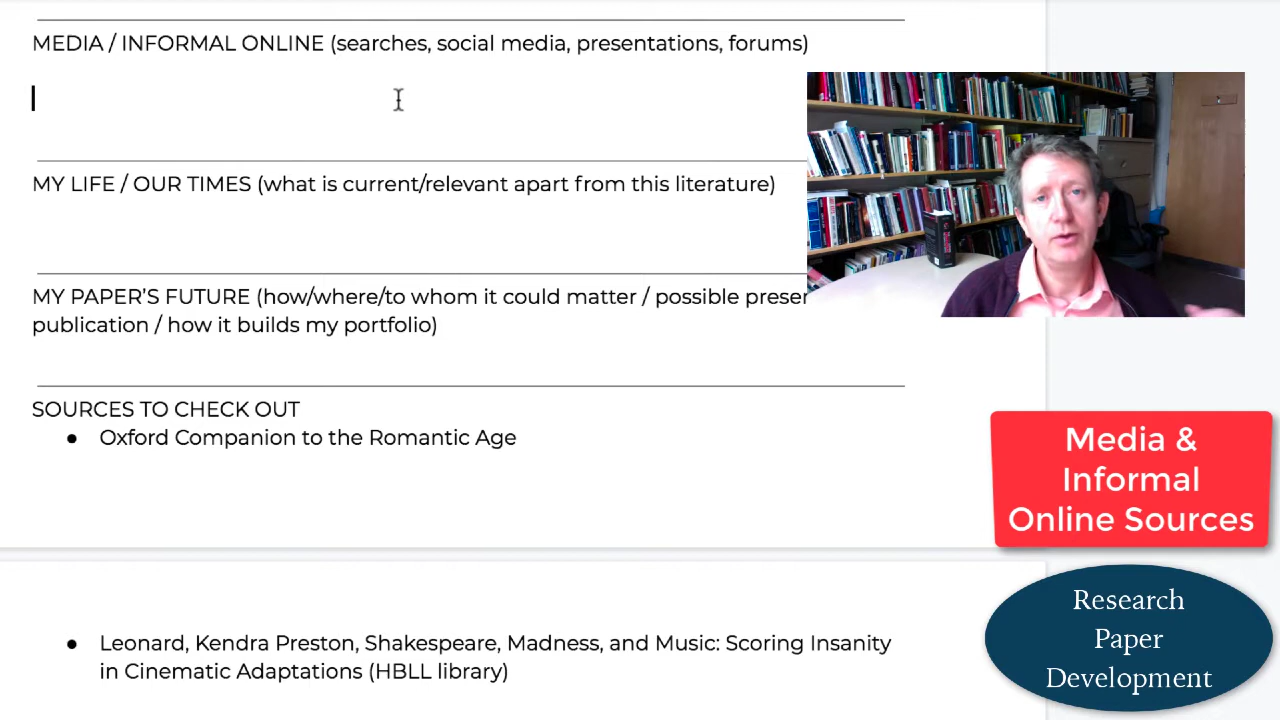 MEDIA / INFORMAL ONLINE (searches, social media, presentations, forums)
MY LIFE / OUR TIMES (what is current/relevant apart from this literature)
MY PAPER’S FUTURE (how/where/to whom it could matter / possible
publication / how it builds my portfolio)
SOURCES TO CHECK OUT
● Oxford Companion to the Romantic Age
● Leonard, Kendra Preston, Shakespeare, Madness, and Music: Scoring Insanity
in Cinematic Adaptations (HBLL library)
Media &
Informal
Online Sources
Research
Paper
Development